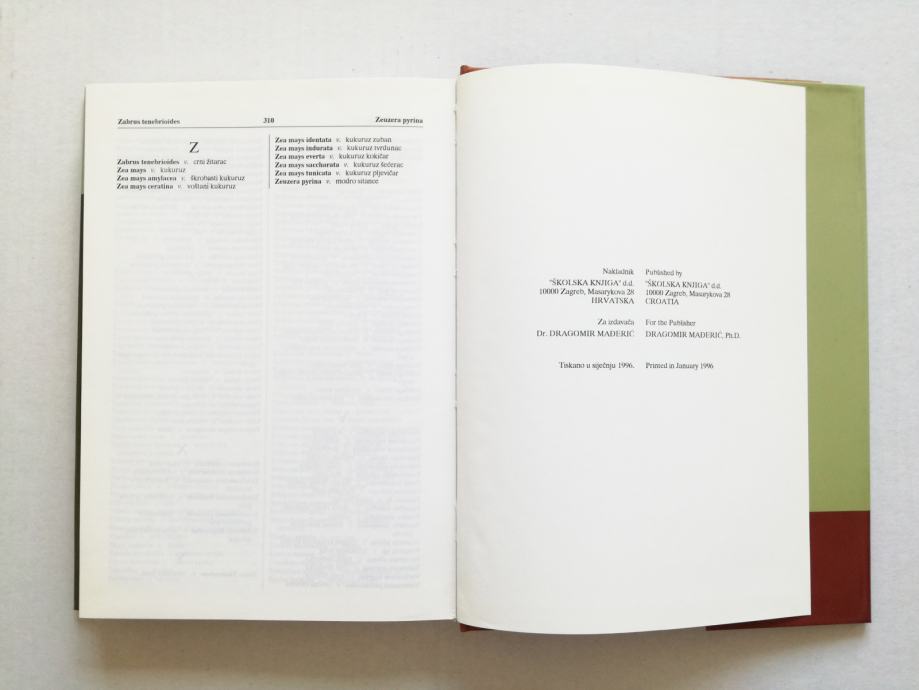 Zabrus tenebrioides 310 Zeuzera pyrina
Z
Zabrus tenebrioides v. crni žitarac
Zea mays v. kukuruz
Zea mays amylacea v. škrobasti kukuruz
Zea mays ceratina v. voštani kukuruz
Zea mays identata v. kukuruz zuban
Zea mays indurata v. kukuruz tvrdunac
Zea mays everta v. kukuruz kokičar
Zea mays saccharata v. kukuruz šećerac
Zea mays tunicata v. kukuruz pljevičar
Zeuzera pyrina v. modro sitance
Nakladnik
"ŠKOLSKA KNJIGA" d.d.
10000 Zagreb, Masarykova 28
HRVATSKA
Za izdavača
Dr. DRAGOMIR MAĐERIĆ
Tiskano u siječnju 1996.
Published by
"ŠKOLSKA KNJIGA" d.d.
10000 Zagreb, Masarykova 28
CROATIA
For the Publisher
DRAGOMIR MAĐERIĆ, Ph.D.
Printed in January 1996